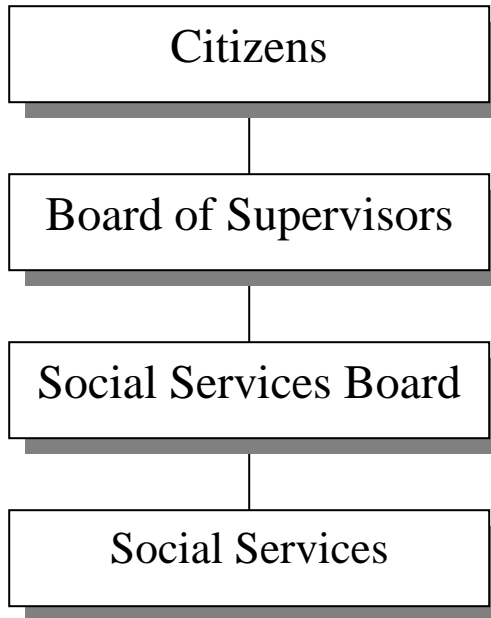 Citizens
Board of Supervisors
Social Services Board
Social Services